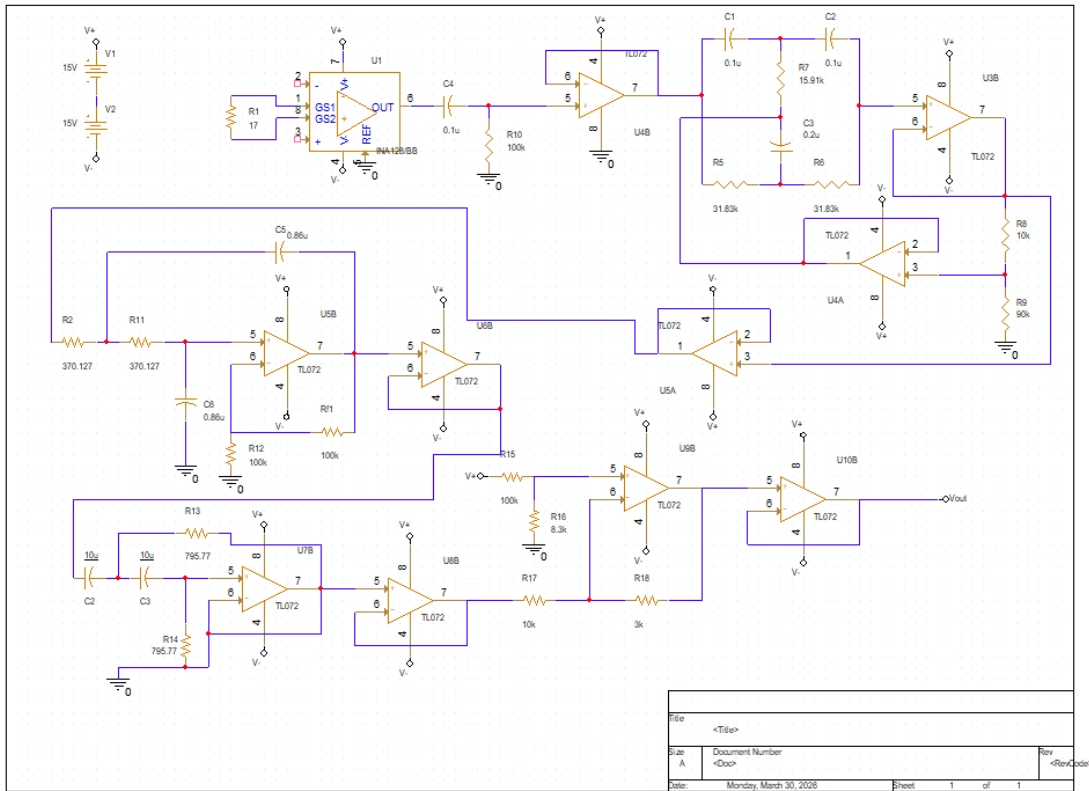 V+
V1
15V
V2
15V
V-
V+
U1
7
2
-
V+
1
GS1
8
GS2
OUT
6
3
+
V-
REF
4
5
INA128/BB
V-
0
R1
17
C4
0.1u
R10
100k
0
V+
4
TL072
6
5
7
8
U4B
0
C1
0.1u
C2
0.1u
R7
15.91k
C3
0.2u
R5
31.83k
R6
31.83k
V+
U3B
8
5
6
7
4
TL072
V-
R8
10k
R9
90k
0
V-
TL072
4
1
2
3
8
U4A
V+
V-
TL072
4
1
2
3
8
U5A
V+
C5
0.86u
R2
370.127
R11
370.127
C6
0.86u
0
V+
U5B
8
5
6
7
4
TL072
V-
Rf1
100k
R12
100k
0
V+
U6B
8
5
6
7
4
TL072
V-
R15
V+
100k
R16
8.3k
0
V+
U9B
8
5
6
7
4
TL072
V-
V+
U10B
8
5
6
7
4
TL072
V-
Vout
R13
795.77
10u
C2
10u
C3
R14
795.77
0
V+
U7B
8
5
6
7
4
TL072
V-
V+
U8B
8
5
6
7
4
TL072
V-
R17
10k
R18
3k
Title
<Title>
Size
A
Document Number
<Doc>
Rev
<RevCode>
Date:
Monday, March 30, 2026
Sheet
1
of
1